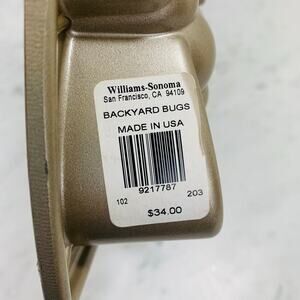 Williams-Sonoma
San Francisco, CA 94109
BACKYARD BUGS
MADE IN USA
9217787
102 203
$34.00